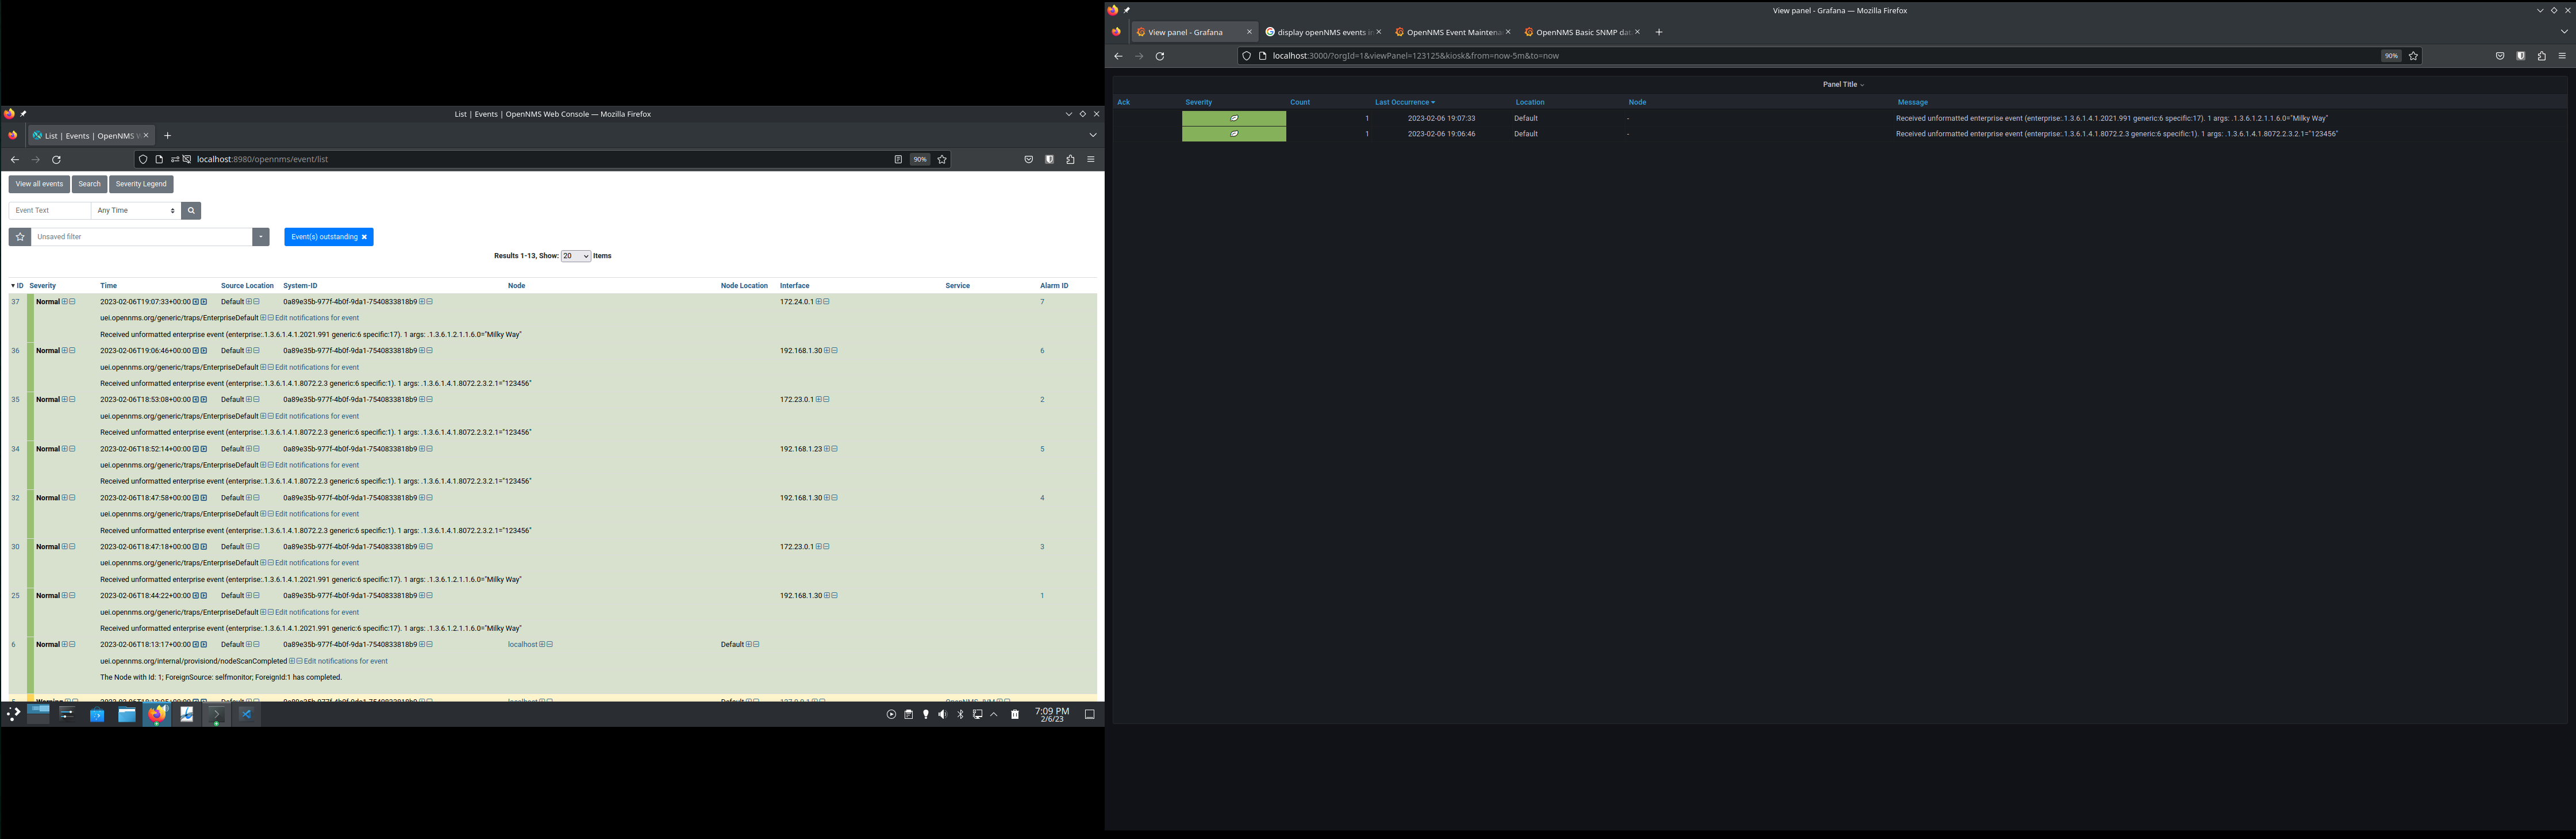 List | Events | OpenNMS Web Console — Mozilla Firefox
List | Events | OpenNMS W
localhost:8980/opennms/event/list
90%
View all events Search Severity Legend
Event Text Any Time
Unsaved filter Event(s) outstanding
Results 1-13, Show: 20 Items
ID Severity Time Source Location System-ID Node Node Location Interface Service Alarm ID
37 Normal 2023-02-06T19:07:33+00:00 Default 0a89e35b-977f-4b0f-9da1-7540833818b9 172.24.0.1 7
uei.opennms.org/generic/traps/EnterpriseDefault Edit notifications for event
Received unformatted enterprise event (enterprise:.1.3.6.1.4.1.2021.991 generic:6 specific:17). 1 args: .1.3.6.1.2.1.1.6.0="Milky Way"
36 Normal 2023-02-06T19:06:46+00:00 Default 0a89e35b-977f-4b0f-9da1-7540833818b9 192.168.1.30 6
uei.opennms.org/generic/traps/EnterpriseDefault Edit notifications for event
Received unformatted enterprise event (enterprise:.1.3.6.1.4.1.8072.2.3 generic:6 specific:1). 1 args: .1.3.6.1.4.1.8072.2.3.2.1="123456"
35 Normal 2023-02-06T18:53:08+00:00 Default 0a89e35b-977f-4b0f-9da1-7540833818b9 172.23.0.1 2
uei.opennms.org/generic/traps/EnterpriseDefault Edit notifications for event
Received unformatted enterprise event (enterprise:.1.3.6.1.4.1.8072.2.3 generic:6 specific:1). 1 args: .1.3.6.1.4.1.8072.2.3.2.1="123456"
34 Normal 2023-02-06T18:52:14+00:00 Default 0a89e35b-977f-4b0f-9da1-7540833818b9 192.168.1.23 5
uei.opennms.org/generic/traps/EnterpriseDefault Edit notifications for event
Received unformatted enterprise event (enterprise:.1.3.6.1.4.1.8072.2.3 generic:6 specific:1). 1 args: .1.3.6.1.4.1.8072.2.3.2.1="123456"
32 Normal 2023-02-06T18:47:58+00:00 Default 0a89e35b-977f-4b0f-9da1-7540833818b9 192.168.1.30 4
uei.opennms.org/generic/traps/EnterpriseDefault Edit notifications for event
Received unformatted enterprise event (enterprise:.1.3.6.1.4.1.8072.2.3 generic:6 specific:1). 1 args: .1.3.6.1.4.1.8072.2.3.2.1="123456"
30 Normal 2023-02-06T18:47:18+00:00 Default 0a89e35b-977f-4b0f-9da1-7540833818b9 172.23.0.1 3
uei.opennms.org/generic/traps/EnterpriseDefault Edit notifications for event
Received unformatted enterprise event (enterprise:.1.3.6.1.4.1.2021.991 generic:6 specific:17). 1 args: .1.3.6.1.2.1.1.6.0="Milky Way"
25 Normal 2023-02-06T18:44:22+00:00 Default 0a89e35b-977f-4b0f-9da1-7540833818b9 192.168.1.30 1
uei.opennms.org/generic/traps/EnterpriseDefault Edit notifications for event
Received unformatted enterprise event (enterprise:.1.3.6.1.4.1.2021.991 generic:6 specific:17). 1 args: .1.3.6.1.2.1.1.6.0="Milky Way"
6 Normal 2023-02-06T18:13:17+00:00 Default 0a89e35b-977f-4b0f-9da1-7540833818b9 localhost Default
uei.opennms.org/internal/provisiond/nodeScanCompleted Edit notifications for event
The Node with Id: 1; ForeignSource: selfmonitor; ForeignId:1 has completed.
7:09 PM
2/6/23
View panel - Grafana — Mozilla Firefox
View panel - Grafana display openNMS events in OpenNMS Event Maintena OpenNMS Basic SNMP dat
localhost:3000/?orgId=1&viewPanel=123125&kiosk&from=now-5m&to=now 90%
Panel Title
Ack Severity Count Last Occurrence Location Node Message
1 2023-02-06 19:07:33 Default - Received unformatted enterprise event (enterprise:.1.3.6.1.4.1.2021.991 generic:6 specific:17). 1 args: .1.3.6.1.2.1.1.6.0="Milky Way"
1 2023-02-06 19:06:46 Default - Received unformatted enterprise event (enterprise:.1.3.6.1.4.1.8072.2.3 generic:6 specific:1). 1 args: .1.3.6.1.4.1.8072.2.3.2.1="123456"